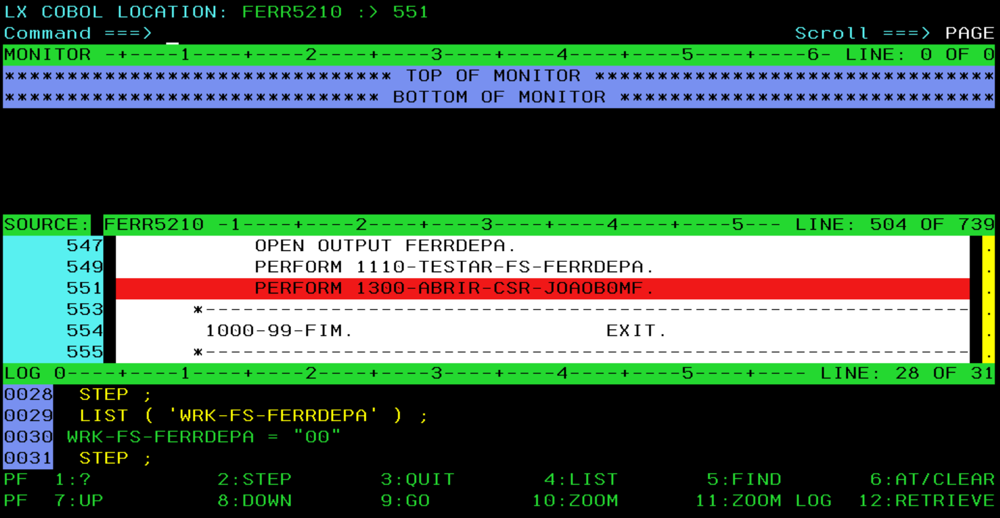 LX COBOL LOCATION: FERR5210 :> 551
Command ===> _ Scroll ===> PAGE
MONITOR -+----1----+----2----+----3----+----4----+----5----+----6- LINE: 0 OF 0
******************************* TOP OF MONITOR ********************************
****************************** BOTTOM OF MONITOR ******************************
SOURCE: FERR5210 -1----+----2----+----3----+----4----+----5--- LINE: 504 OF 739
547 OPEN OUTPUT FERRDEPA. .
549 PERFORM 1110-TESTAR-FS-FERRDEPA. .
551 PERFORM 1300-ABRIR-CSR-JOAOB0MF. .
553 *------------------------------------------------------------- .
554 1000-99-FIM. EXIT. .
555 *------------------------------------------------------------- .
LOG 0----+----1----+----2----+----3----+----4----+----5----+---- LINE: 28 OF 31
0028 STEP ;
0029 LIST ( 'WRK-FS-FERRDEPA' ) ;
0030 WRK-FS-FERRDEPA = "00"
0031 STEP ;
PF 1:? 2:STEP 3:QUIT 4:LIST 5:FIND 6:AT/CLEAR
PF 7:UP 8:DOWN 9:GO 10:ZOOM 11:ZOOM LOG 12:RETRIEVE